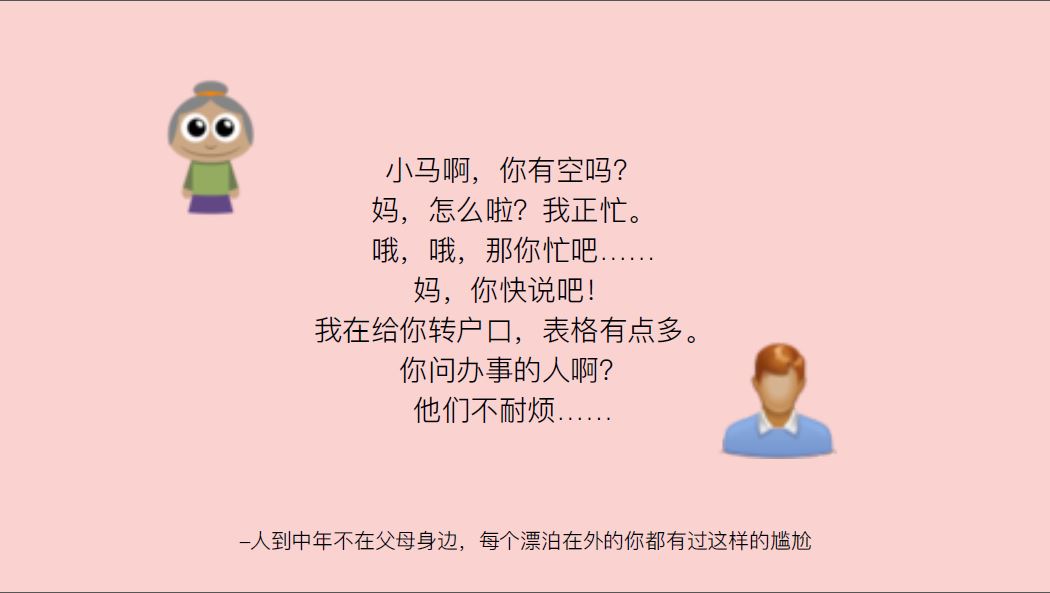 小马啊，你有空吗？
妈，怎么啦？我正忙。
哦，哦，那你忙吧……
妈，你快说吧！
我在给你转户口，表格有点多。
你问办事的人啊？
他们不耐烦……
–人到中年不在父母身边，每个漂泊在外的你都有过这样的尴尬